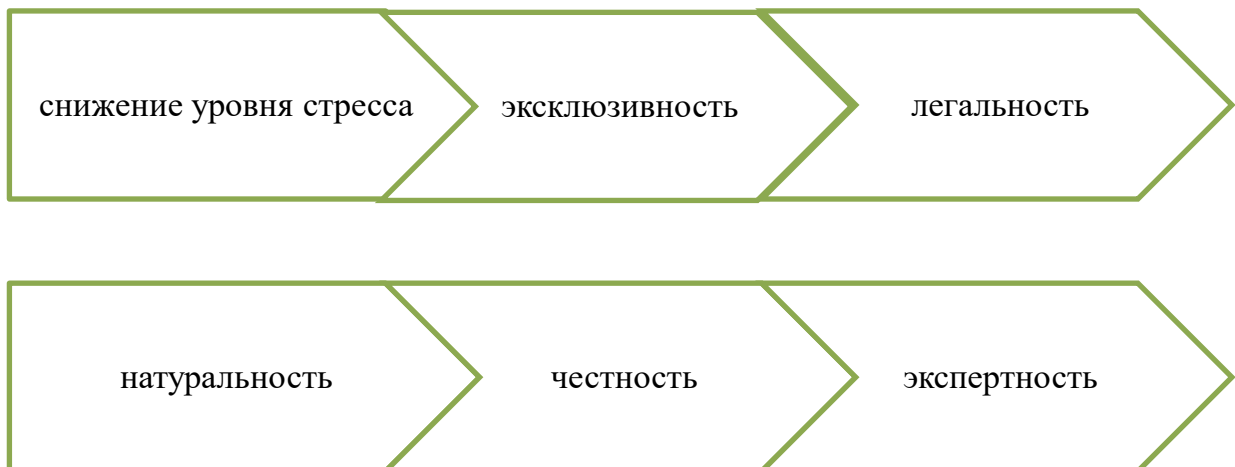 снижение уровня стресса
эксклюзивность
легальность
натуральность
честность
экспертность